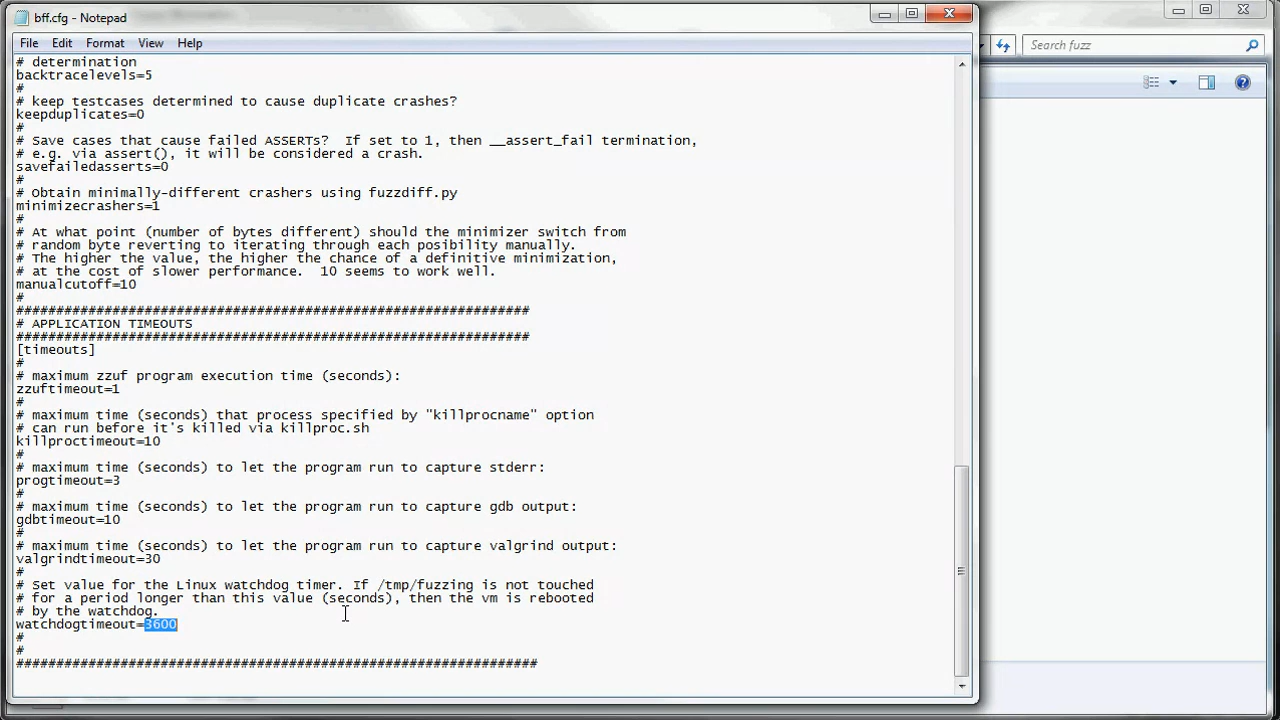 bff.cfg - Notepad
File Edit Format View Help
Search fuzz
# determination
backtracelevels=5
#
# keep testcases determined to cause duplicate crashes?
keepduplicates=0
#
# Save cases that cause failed ASSERTs?  If set to 1, then __assert_fail termination,
# e.g. via assert(), it will be considered a crash.
savefailedasserts=0
#
# Obtain minimally-different crashers using fuzzdiff.py
minimizecrashers=1
#
# At what point (number of bytes different) should the minimizer switch from
# random byte reverting to iterating through each posibility manually.
# The higher the value, the higher the chance of a definitive minimization,
# at the cost of slower performance.  10 seems to work well.
manualcutoff=10
#
################################################################
# APPLICATION TIMEOUTS
################################################################
[timeouts]
#
# maximum zzuf program execution time (seconds):
zzuftimeout=1
#
# maximum time (seconds) that process specified by "killprocname" option
# can run before it's killed via killproc.sh
killproctimeout=10
#
# maximum time (seconds) to let the program run to capture stderr:
progtimeout=3
#
# maximum time (seconds) to let the program run to capture gdb output:
gdbtimeout=10
#
# maximum time (seconds) to let the program run to capture valgrind output:
valgrindtimeout=30
#
# Set value for the Linux watchdog timer. If /tmp/fuzzing is not touched
# for a period longer than this value (seconds), then the vm is rebooted
# by the watchdog.
watchdogtimeout=3600
#
#
#################################################################